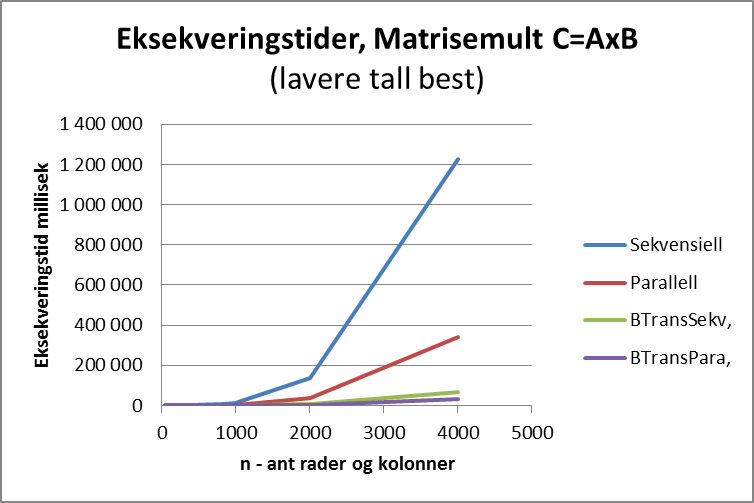 Eksekveringstider, Matrisemult C=AxB
(lavere tall best)
Eksekveringstid millisek
1 400 000
1 200 000
1 000 000
800 000
600 000
400 000
200 000
0
0 1000 2000 3000 4000 5000
n - ant rader og kolonner
Sekvensiell
Parallell
BTransSekv,
BTransPara,